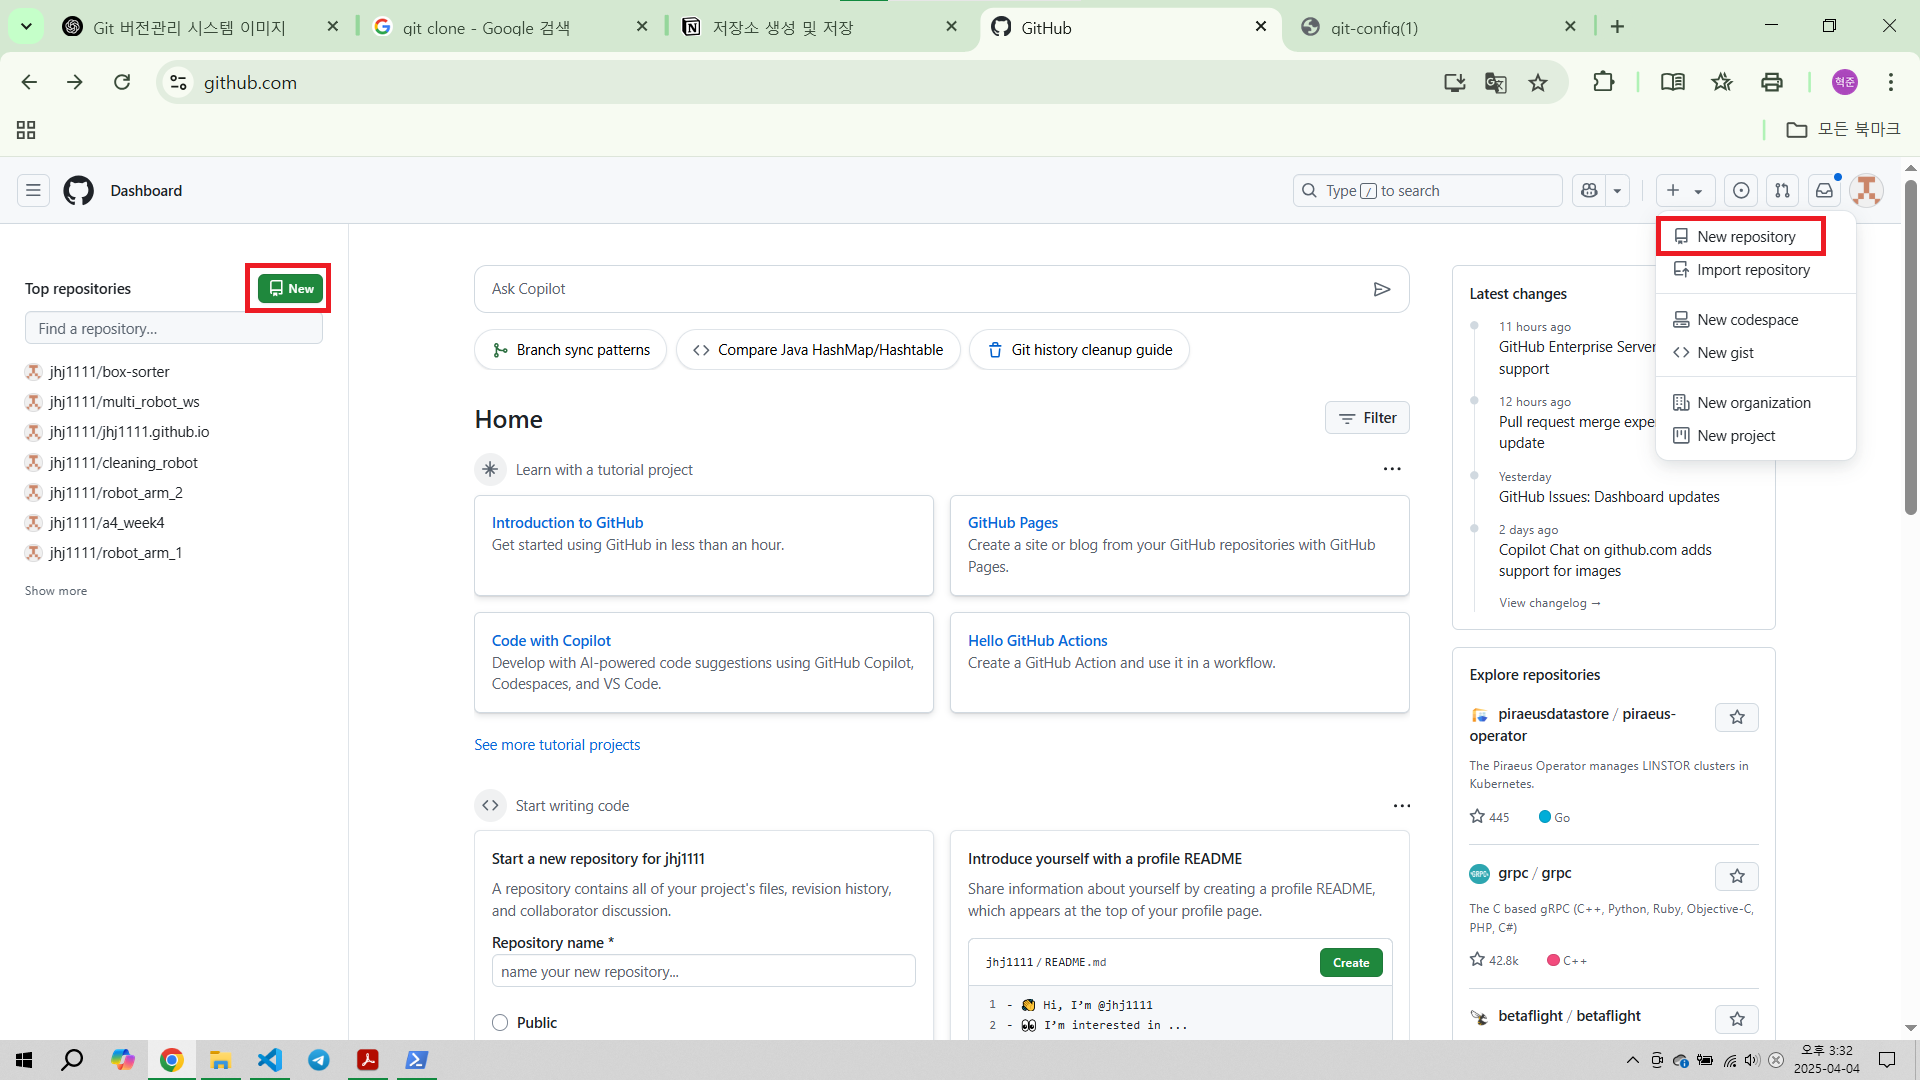 Git 버전관리 시스템 이미지
git clone - Google 검색
저장소 생성 및 저장
GitHub
git-config(1)
github.com
혁준
모든 북마크
Dashboard
Type / to search
New repository
Import repository
New codespace
New gist
New organization
New project
Top repositories
New
Find a repository...
jhj1111/box-sorter
jhj1111/multi_robot_ws
jhj1111/jhj1111.github.io
jhj1111/cleaning_robot
jhj1111/robot_arm_2
jhj1111/a4_week4
jhj1111/robot_arm_1
Show more
Ask Copilot
Branch sync patterns
Compare Java HashMap/Hashtable
Git history cleanup guide
Home
Filter
Learn with a tutorial project
Introduction to GitHub
Get started using GitHub in less than an hour.
GitHub Pages
Create a site or blog from your GitHub repositories with GitHub
Pages.
Code with Copilot
Develop with AI-powered code suggestions using GitHub Copilot,
Codespaces, and VS Code.
Hello GitHub Actions
Create a GitHub Action and use it in a workflow.
See more tutorial projects
Start writing code
Start a new repository for jhj1111
A repository contains all of your project's files, revision history,
and collaborator discussion.
Repository name *
name your new repository...
Public
Introduce yourself with a profile README
Share information about yourself by creating a profile README,
which appears at the top of your profile page.
jhj1111 / README.md
Create
1 - 👋 Hi, I’m @jhj1111
2 - 👀 I’m interested in ...
Latest changes
11 hours ago
GitHub Enterprise Server
support
12 hours ago
Pull request merge expe
update
Yesterday
GitHub Issues: Dashboard updates
2 days ago
Copilot Chat on github.com adds
support for images
View changelog →
Explore repositories
piraeusdatastore / piraeus-
operator
The Piraeus Operator manages LINSTOR clusters in
Kubernetes.
445
Go
grpc / grpc
The C based gRPC (C++, Python, Ruby, Objective-C,
PHP, C#)
42.8k
C++
betaflight / betaflight
오후 3:32
2025-04-04